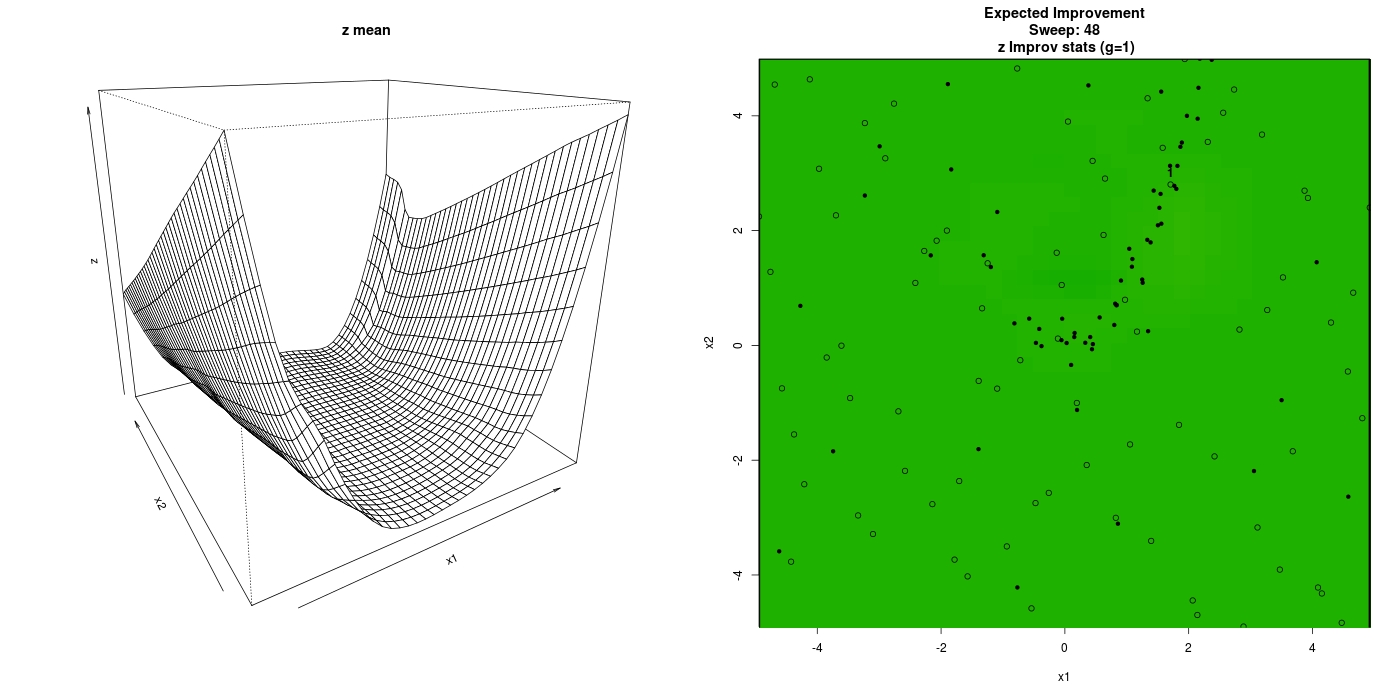 z mean
z
x2
x1
Expected Improvement
Sweep: 48
z Improv stats (g=1)
4
2
0
-2
-4
x2
1
-4
-2
0
2
4
x1